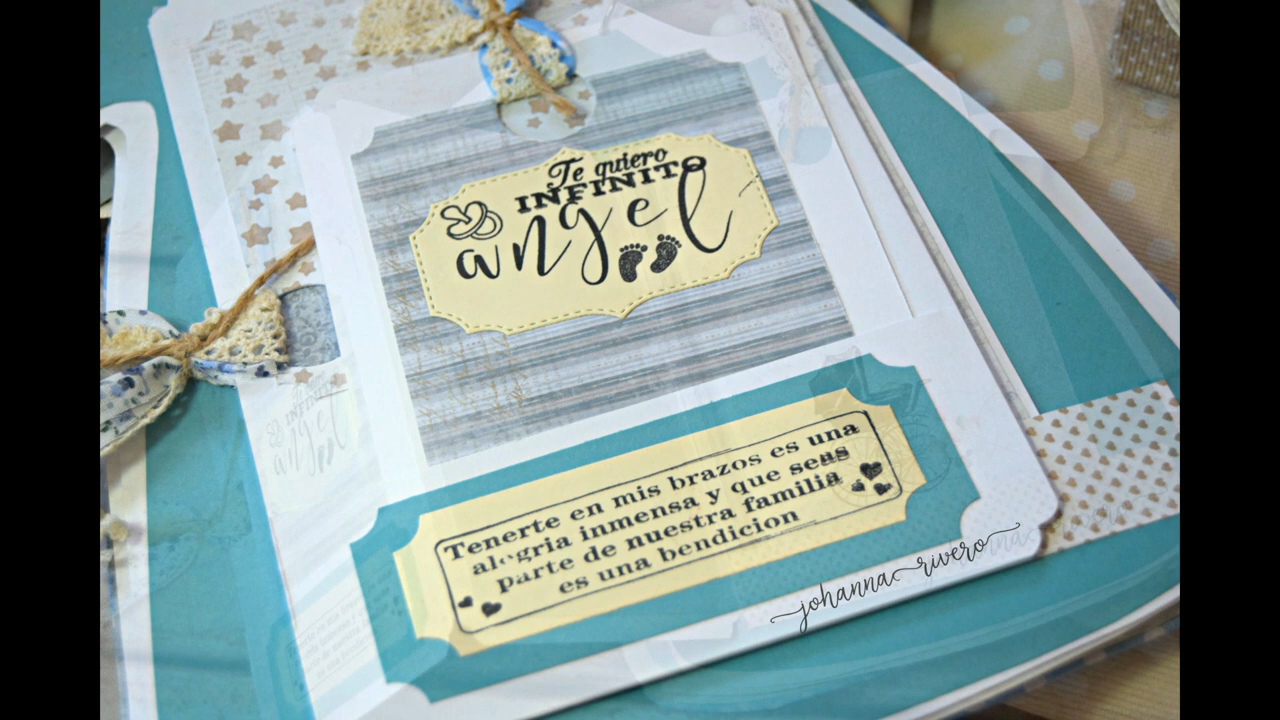 Te quiero
INFINITO
angel
Tenerte en mis brazos es una
alegria inmensa y que seas
parte de nuestra familia
es una bendicion
johanna rivero